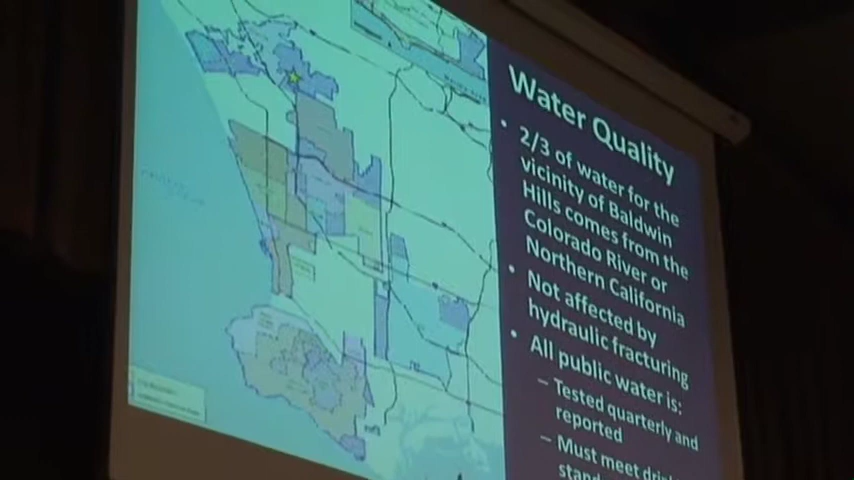 Water Quality
• 2/3 of water for the
vicinity of Baldwin
Hills comes from the
Colorado River or
Northern California
• Not affected by
hydraulic fracturing
• All public water is:
– Tested quarterly and
reported
– Must meet